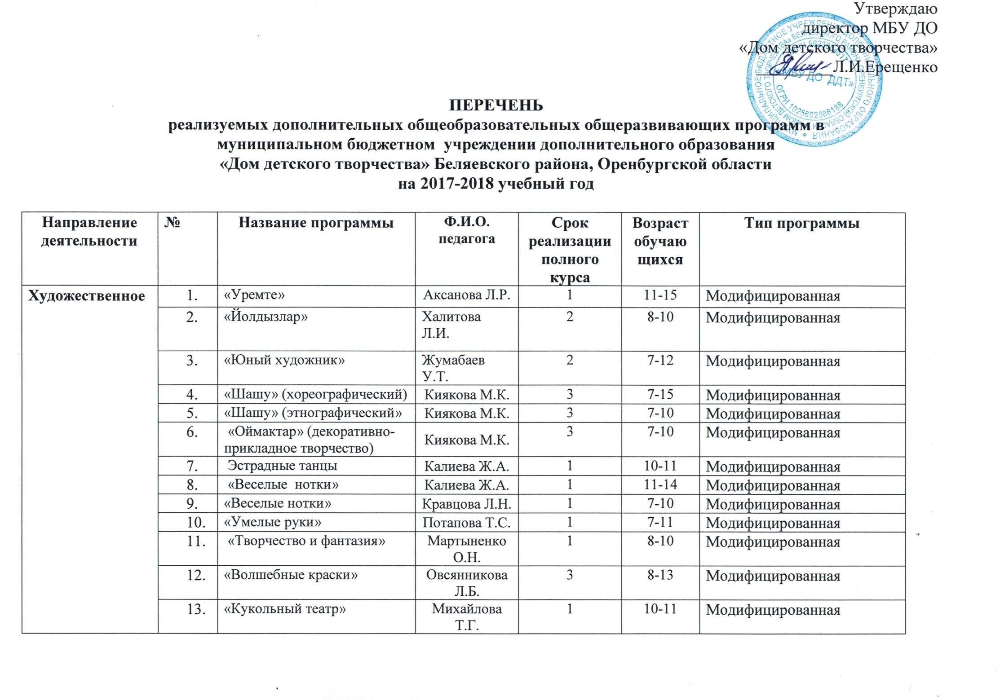 Утверждаю
директор МБУ ДО
«Дом детского творчества»
Л.И.Ерещенко
«МБУ ДО ДДТ»
ОГРН 1025602986188
ПЕРЕЧЕНЬ
реализуемых дополнительных общеобразовательных общеразвивающих программ в
муниципальном бюджетном учреждении дополнительного образования
«Дом детского творчества» Беляевского района, Оренбургской области
на 2017-2018 учебный год
Направление деятельности № Название программы Ф.И.О. педагога Срок реализации полного курса Возраст обучаю щихся Тип программы
Художественное 1. «Уремте» Аксанова Л.Р. 1 11-15 Модифицированная
2. «Йолдызлар» Халитова Л.И. 2 8-10 Модифицированная
3. «Юный художник» Жумабаев У.Т. 2 7-12 Модифицированная
4. «Шашу» (хореографический) Киякова М.К. 3 7-15 Модифицированная
5. «Шашу» (этнографический» Киякова М.К. 3 7-10 Модифицированная
6. «Оймактар» (декоративно-прикладное творчество) Киякова М.К. 3 7-10 Модифицированная
7. Эстрадные танцы Калиева Ж.А. 1 10-11 Модифицированная
8. «Веселые нотки» Калиева Ж.А. 1 11-14 Модифицированная
9. «Веселые нотки» Кравцова Л.Н. 1 7-10 Модифицированная
10. «Умелые руки» Потапова Т.С. 1 7-11 Модифицированная
11. «Творчество и фантазия» Мартыненко О.Н. 1 8-10 Модифицированная
12. «Волшебные краски» Овсянникова Л.Б. 3 8-13 Модифицированная
13. «Кукольный театр» Михайлова Т.Г. 1 10-11 Модифицированная